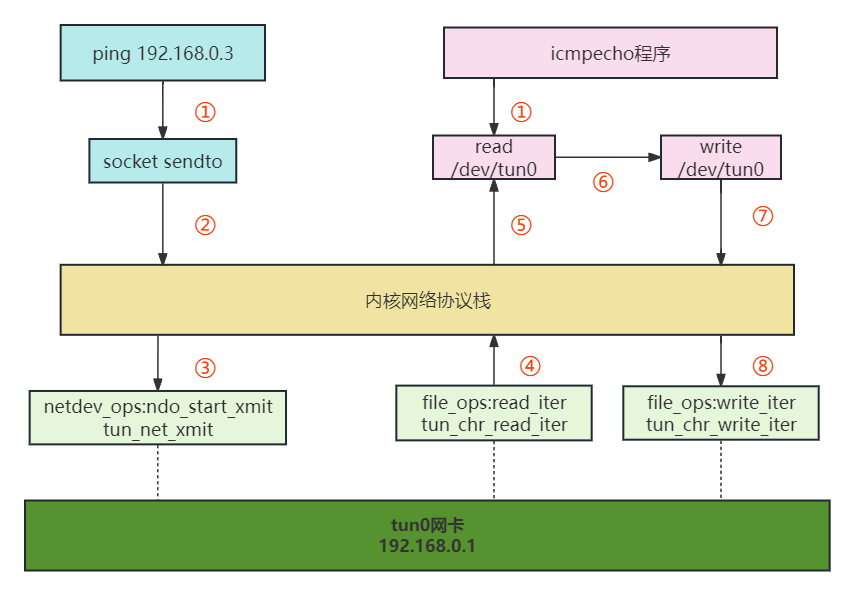 ping 192.168.0.3
icmpecho程序
①
①
socket sendto
read
/dev/tun0
write
/dev/tun0
⑥
②
⑤
⑦
内核网络协议栈
③
④
⑧
netdev_ops:ndo_start_xmit
tun_net_xmit
file_ops:read_iter
tun_chr_read_iter
file_ops:write_iter
tun_chr_write_iter
tun0网卡
192.168.0.1